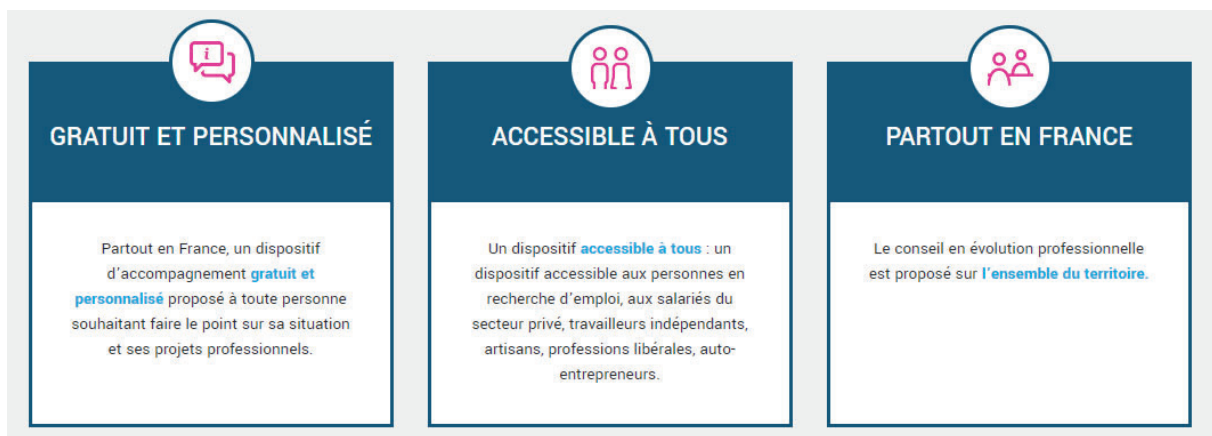 i
GRATUIT ET PERSONNALISÉ
Partout en France, un dispositif
d'accompagnement gratuit et
personnalisé proposé à toute personne
souhaitant faire le point sur sa situation
et ses projets professionnels.
ACCESSIBLE À TOUS
Un dispositif accessible à tous : un
dispositif accessible aux personnes en
recherche d'emploi, aux salariés du
secteur privé, travailleurs indépendants,
artisans, professions libérales, auto-
entrepreneurs.
PARTOUT EN FRANCE
Le conseil en évolution professionnelle
est proposé sur l'ensemble du territoire.